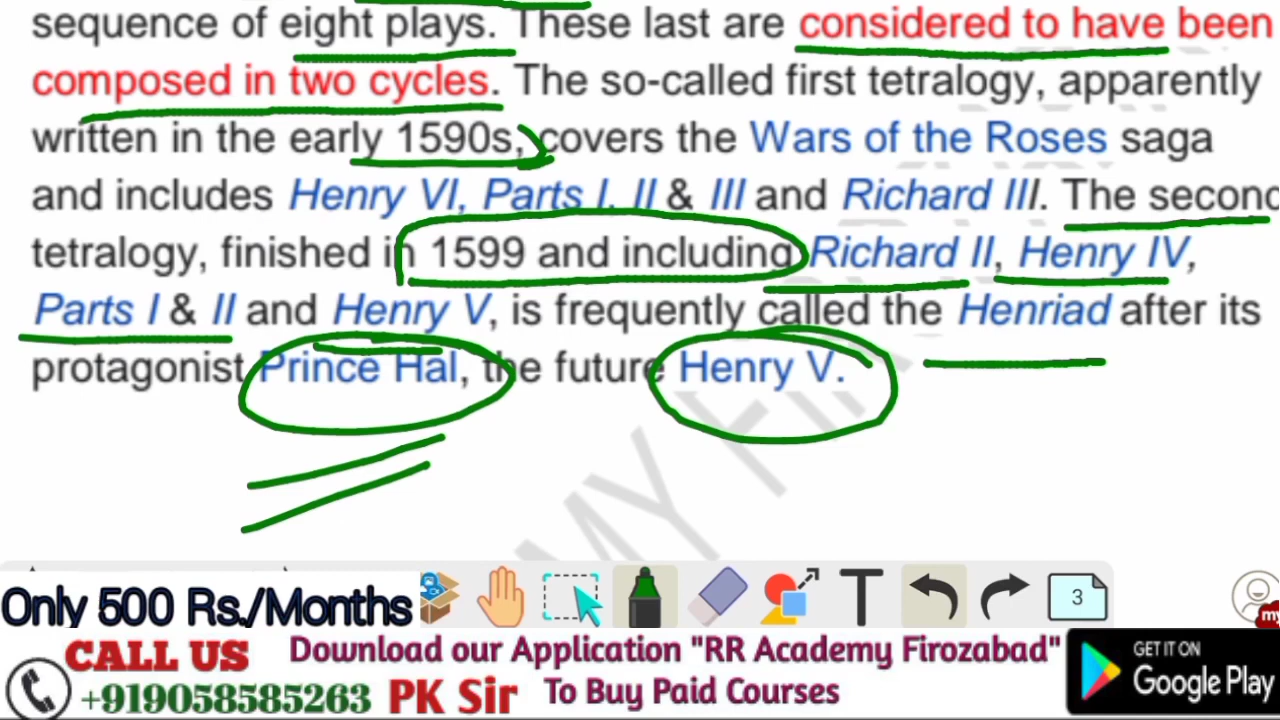 sequence of eight plays. These last are considered to have been
composed in two cycles. The so-called first tetralogy, apparently
written in the early 1590s, covers the Wars of the Roses saga
and includes Henry VI, Parts I, II & III and Richard III. The second
tetralogy, finished in 1599 and including Richard II, Henry IV,
Parts I & II and Henry V, is frequently called the Henriad after its
protagonist Prince Hal, the future Henry V.
MY FIR
T
3
my
Only 500 Rs./Months
CALL US
+919058585263
PK Sir
Download our Application "RR Academy Firozabad"
To Buy Paid Courses
GET IT ON
Google Play